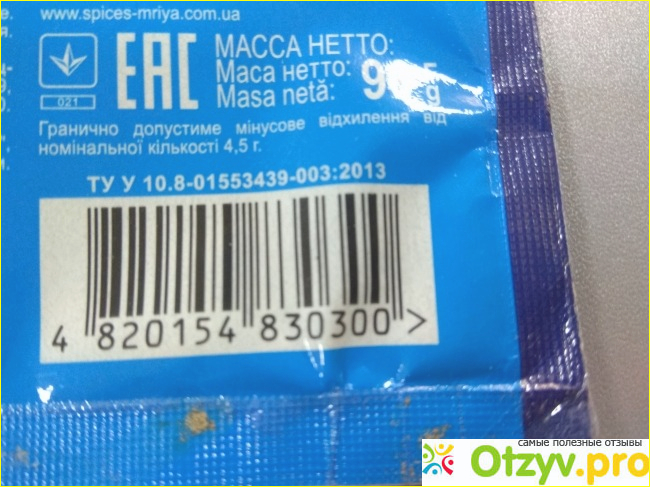 www.spices-mriya.com.ua
EAC
021
МАССА НЕТТО:
Маса нетто:
Masa netă:
g
Гранично допустиме мінусове відхилення від
номінальної кількості 4,5 г.
ТУ У 10.8-01553439-003:2013
4 820154 830300 >
самые полезные отзывы
Otzyv.pro